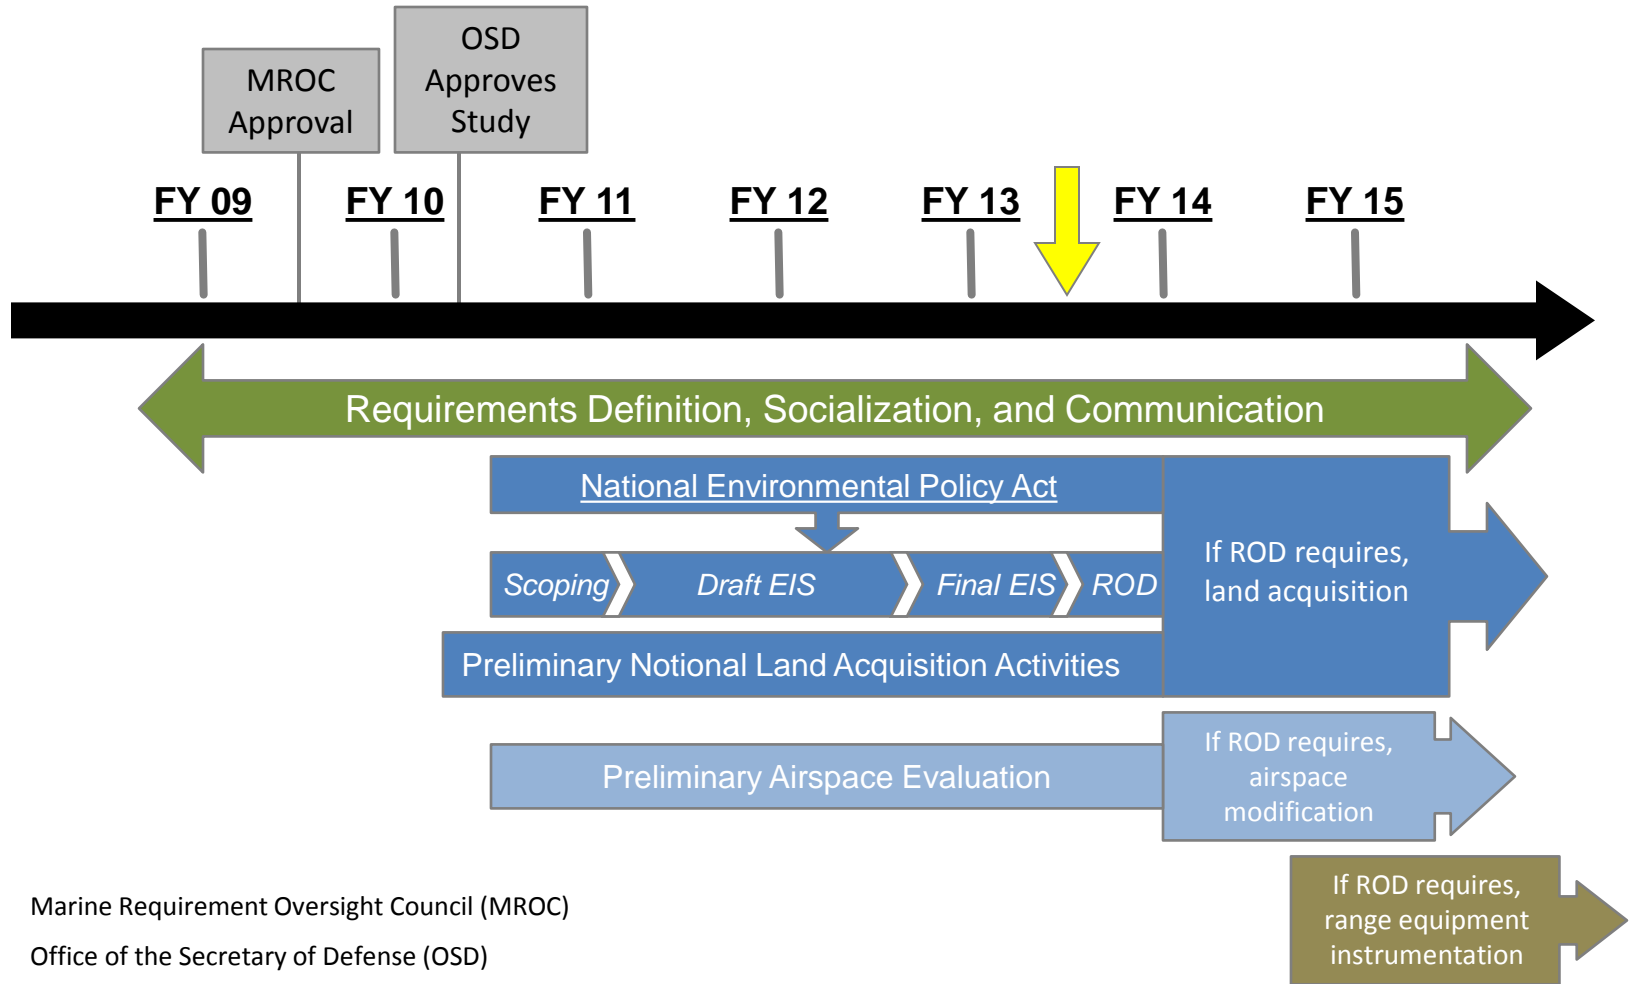 OSD
Approves
Study
MROC
Approval
FY 09 FY 10 FY 11 FY 12 FY 13 FY 14 FY 15
Requirements Definition, Socialization, and Communication
National Environmental Policy Act
Scoping Draft EIS Final EIS ROD
If ROD requires,
land acquisition
Preliminary Notional Land Acquisition Activities
Preliminary Airspace Evaluation
If ROD requires,
airspace
modification
If ROD requires,
range equipment
instrumentation
Marine Requirement Oversight Council (MROC)
Office of the Secretary of Defense (OSD)